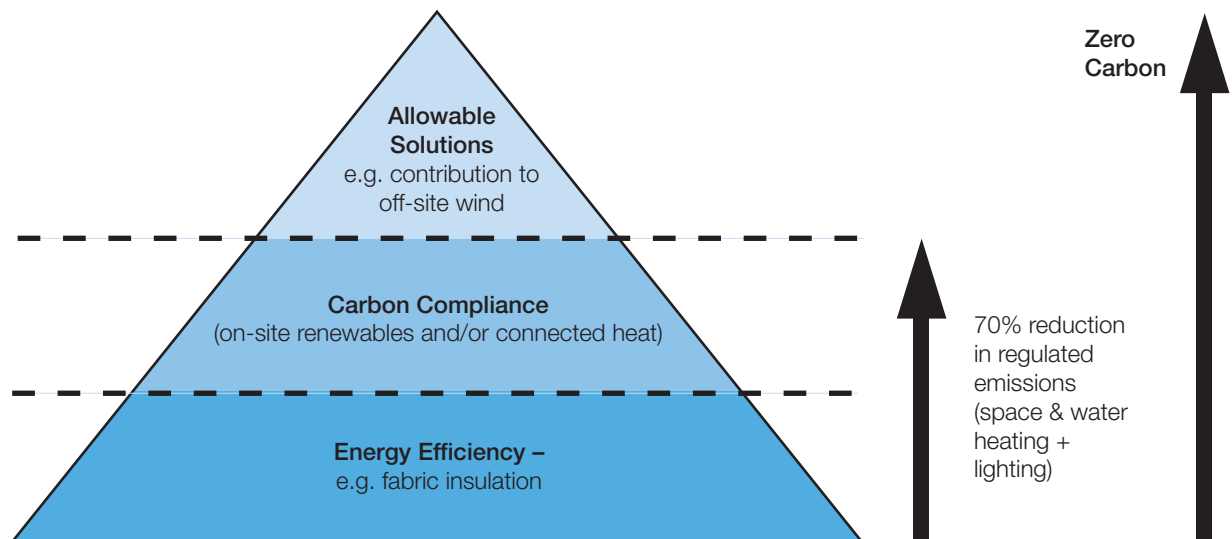 Allowable
Solutions
e.g. contribution to
off-site wind
Carbon Compliance
(on-site renewables and/or connected heat)
Energy Efficiency –
e.g. fabric insulation
70% reduction
in regulated
emissions
(space & water
heating +
lighting)
Zero
Carbon